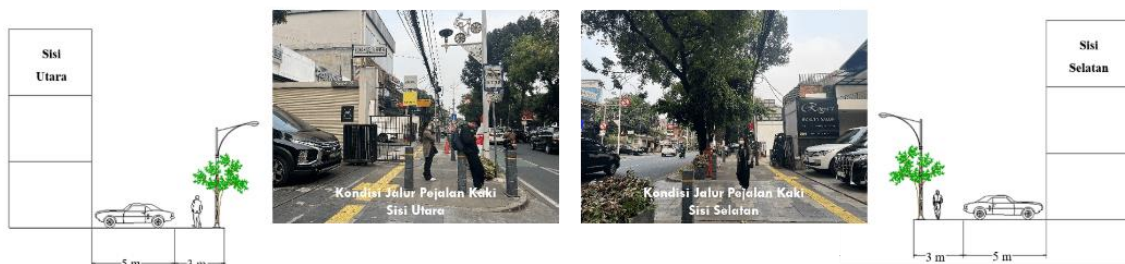 Sisi
Utara
5 m
3 m
Kondisi Jalur Pejalan Kaki
Sisi Utara
Kondisi Jalur Pejalan Kaki
Sisi Selatan
Sisi
Selatan
3 m
5 m